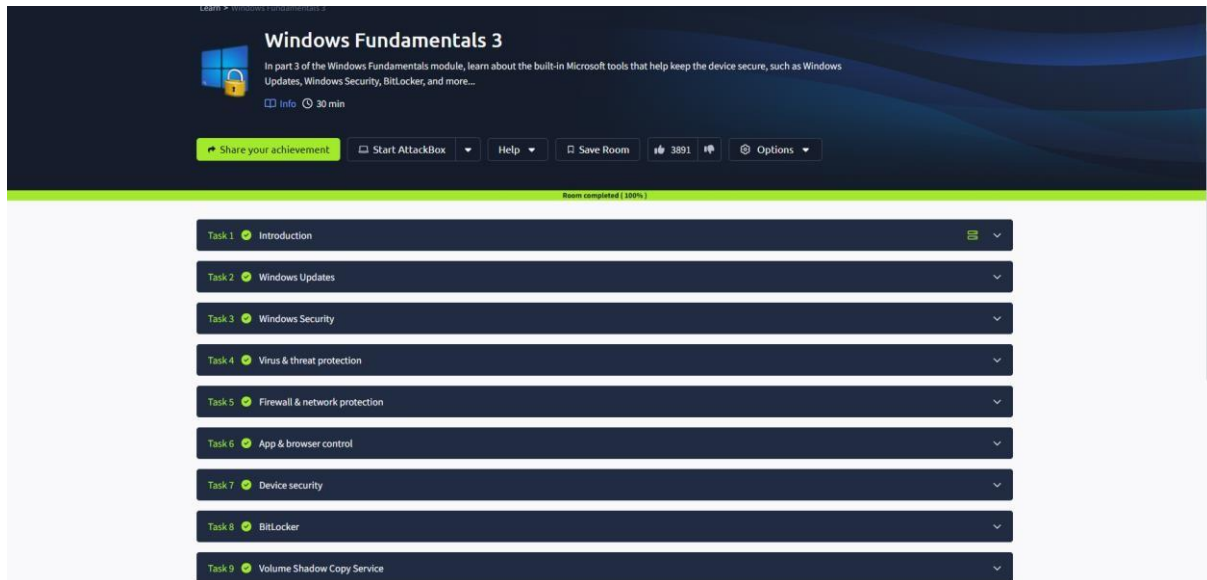 Learn > Windows Fundamentals 3
Windows Fundamentals 3
In part 3 of the Windows Fundamentals module, learn about the built-in Microsoft tools that help keep the device secure, such as Windows
Updates, Windows Security, BitLocker, and more...
Info 30 min
Share your achievement Start AttackBox Help Save Room 3891 Options
Room completed ( 100% )
Task 1 Introduction
Task 2 Windows Updates
Task 3 Windows Security
Task 4 Virus & threat protection
Task 5 Firewall & network protection
Task 6 App & browser control
Task 7 Device security
Task 8 BitLocker
Task 9 Volume Shadow Copy Service